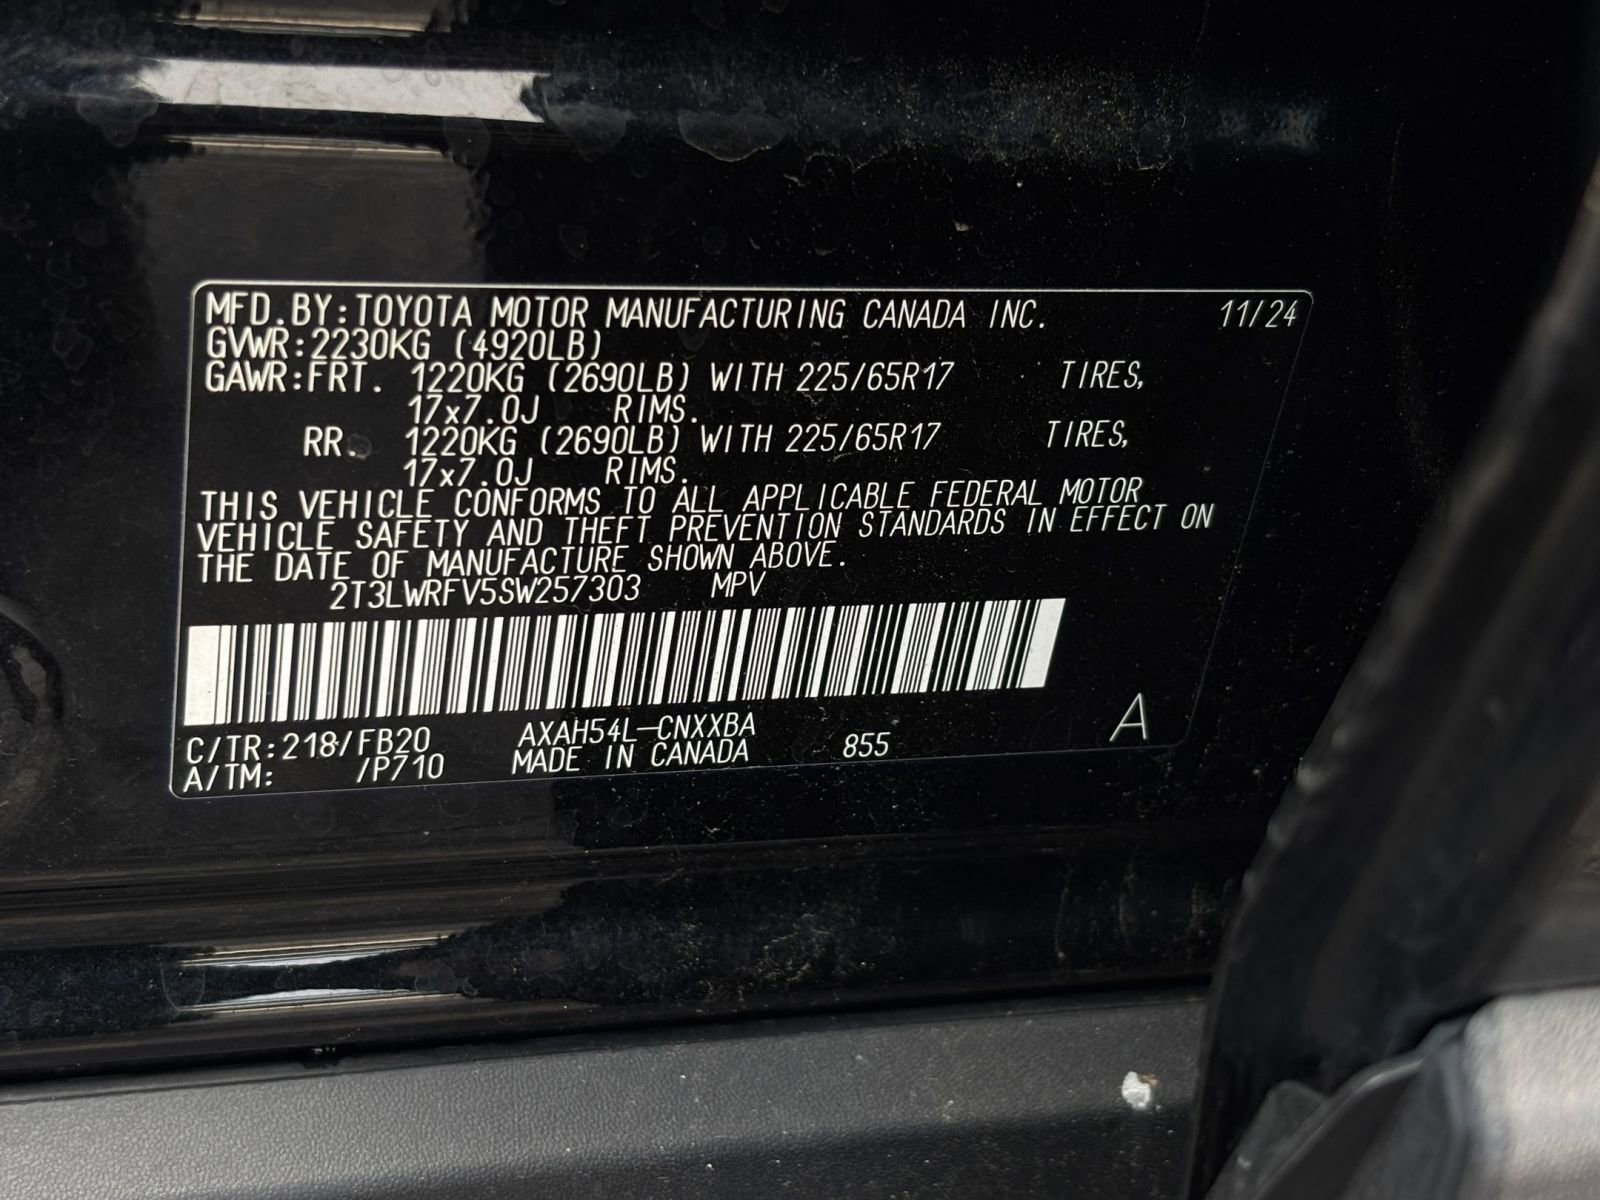 MFD.BY:TOYOTA MOTOR MANUFACTURING CANADA INC. 11/24
GVWR:2230KG (4920LB)
GAWR:FRT. 1220KG (2690LB) WITH 225/65R17 TIRES,
17x7.0J RIMS.
RR. 1220KG (2690LB) WITH 225/65R17 TIRES,
17x7.0J RIMS.
THIS VEHICLE CONFORMS TO ALL APPLICABLE FEDERAL MOTOR
VEHICLE SAFETY AND THEFT PREVENTION STANDARDS IN EFFECT ON
THE DATE OF MANUFACTURE SHOWN ABOVE.
2T3LWRFV5SW257303 MPV
C/TR:218/FB20 AXAH54L-CNXXBA 855 A
A/TM: /P710 MADE IN CANADA